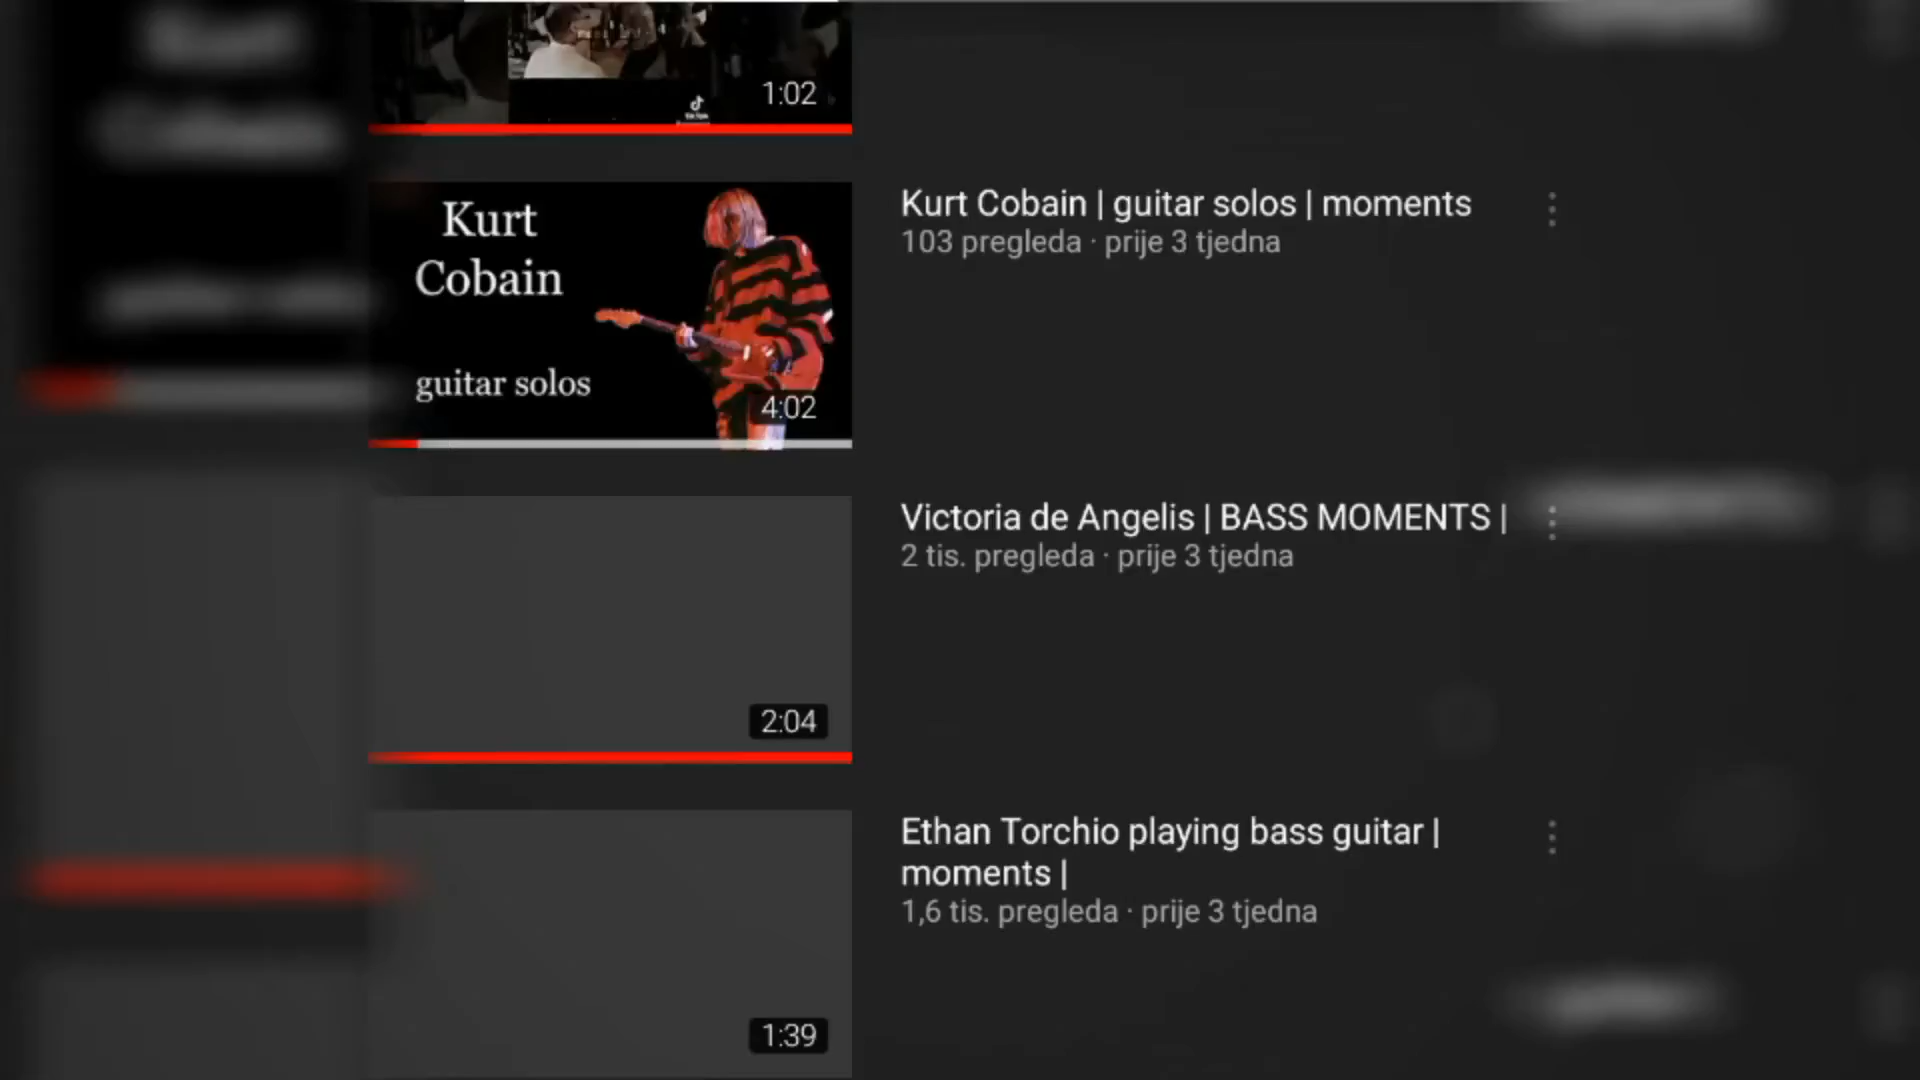 1:02
TikTok
Kurt
Cobain
guitar solos
4:02
Kurt Cobain | guitar solos | moments
103 pregleda · prije 3 tjedna
2:04
Victoria de Angelis | BASS MOMENTS |
2 tis. pregleda · prije 3 tjedna
1:39
Ethan Torchio playing bass guitar |
moments |
1,6 tis. pregleda · prije 3 tjedna